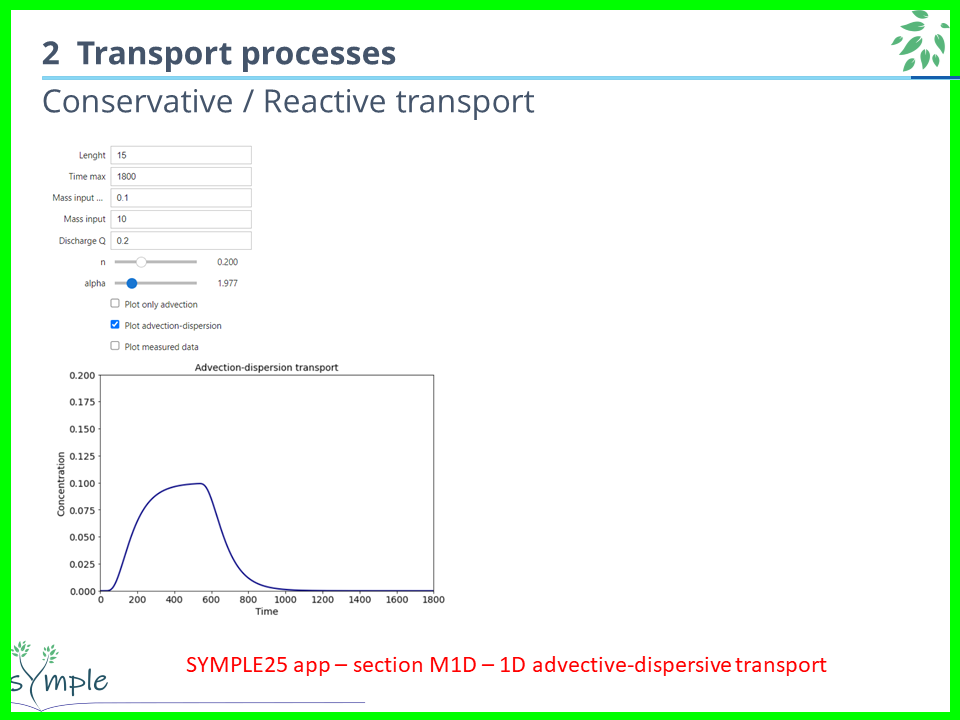 2 Transport processes
Conservative / Reactive transport
Lenght 15
Time max 1800
Mass input ... 0.1
Mass input 10
Discharge Q 0.2
n 0.200
alpha 1.977
Plot only advection
Plot advection-dispersion
Plot measured data
Advection-dispersion transport
0.200
0.175
0.150
0.125
0.100
0.075
0.050
0.025
0.000
Concentration
0 200 400 600 800 1000 1200 1400 1600 1800
Time
SYMPLE25 app – section M1D – 1D advective-dispersive transport
sYmple